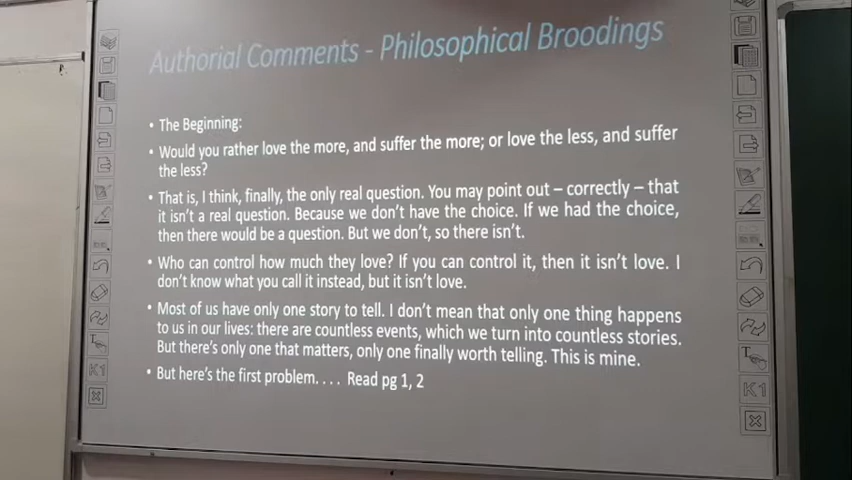 Authorial Comments - Philosophical Broodings
• The Beginning:
• Would you rather love the more, and suffer the more; or love the less, and suffer
the less?
• That is, I think, finally, the only real question. You may point out – correctly – that
it isn't a real question. Because we don't have the choice. If we had the choice,
then there would be a question. But we don't, so there isn't.
• Who can control how much they love? If you can control it, then it isn't love. I
don't know what you call it instead, but it isn't love.
• Most of us have only one story to tell. I don't mean that only one thing happens
to us in our lives: there are countless events, which we turn into countless stories.
But there's only one that matters, only one finally worth telling. This is mine.
• But here's the first problem. . . . Read pg 1, 2
K1
K1